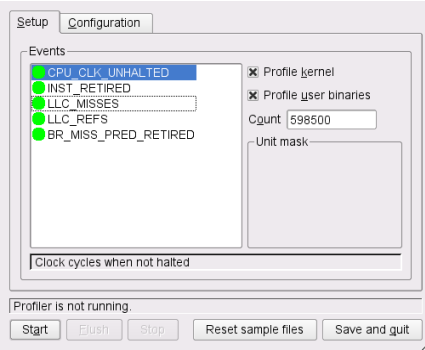 Setup Configuration
Events
CPU_CLK_UNHALTED
INST_RETIRED
LLC_MISSES
LLC_REFS
BR_MISS_PRED_RETIRED
Profile kernel
Profile user binaries
Count 598500
Unit mask
Clock cycles when not halted
Profiler is not running.
Start Flush Stop Reset sample files Save and quit